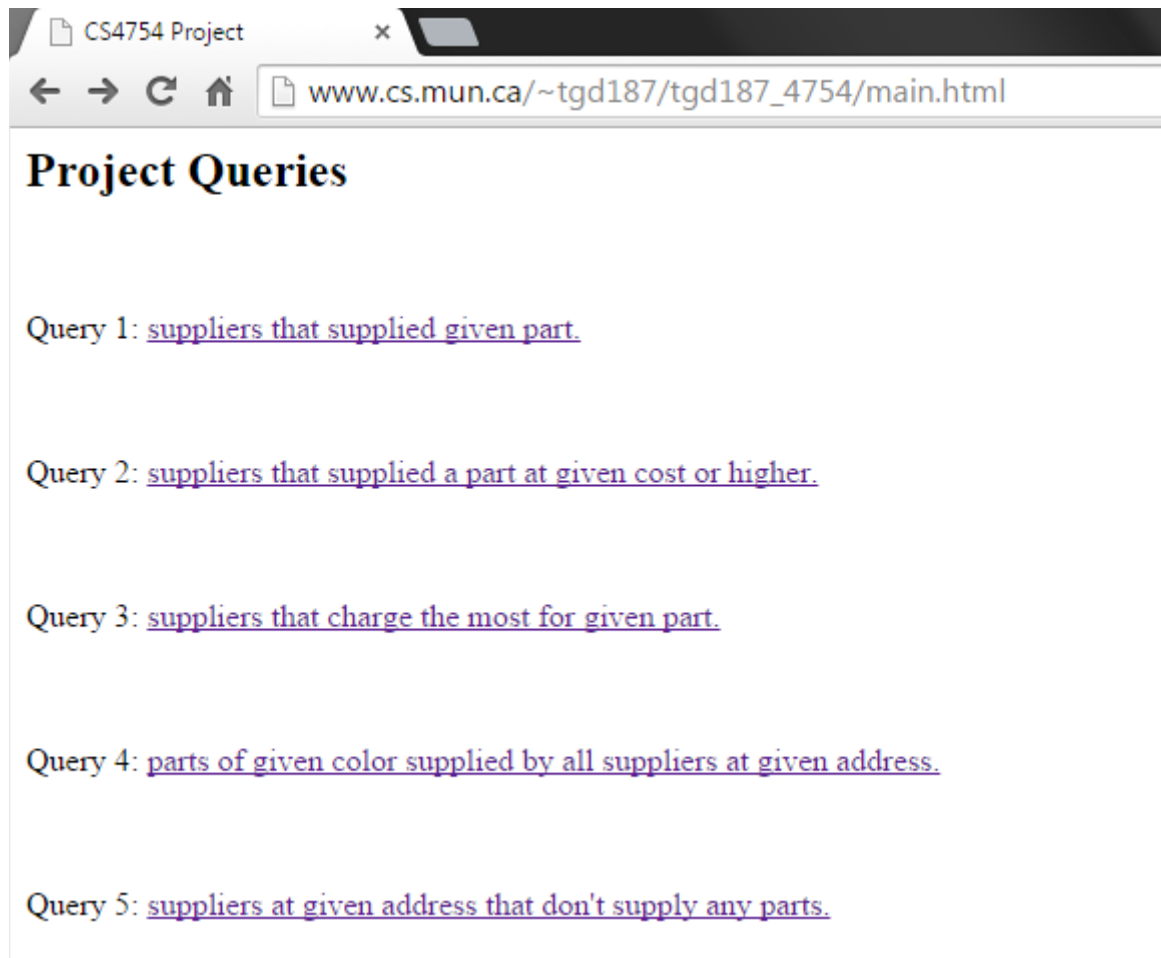 CS4754 Project
www.cs.mun.ca/~tgd187/tgd187_4754/main.html
Project Queries
Query 1: suppliers that supplied given part.
Query 2: suppliers that supplied a part at given cost or higher.
Query 3: suppliers that charge the most for given part.
Query 4: parts of given color supplied by all suppliers at given address.
Query 5: suppliers at given address that don't supply any parts.